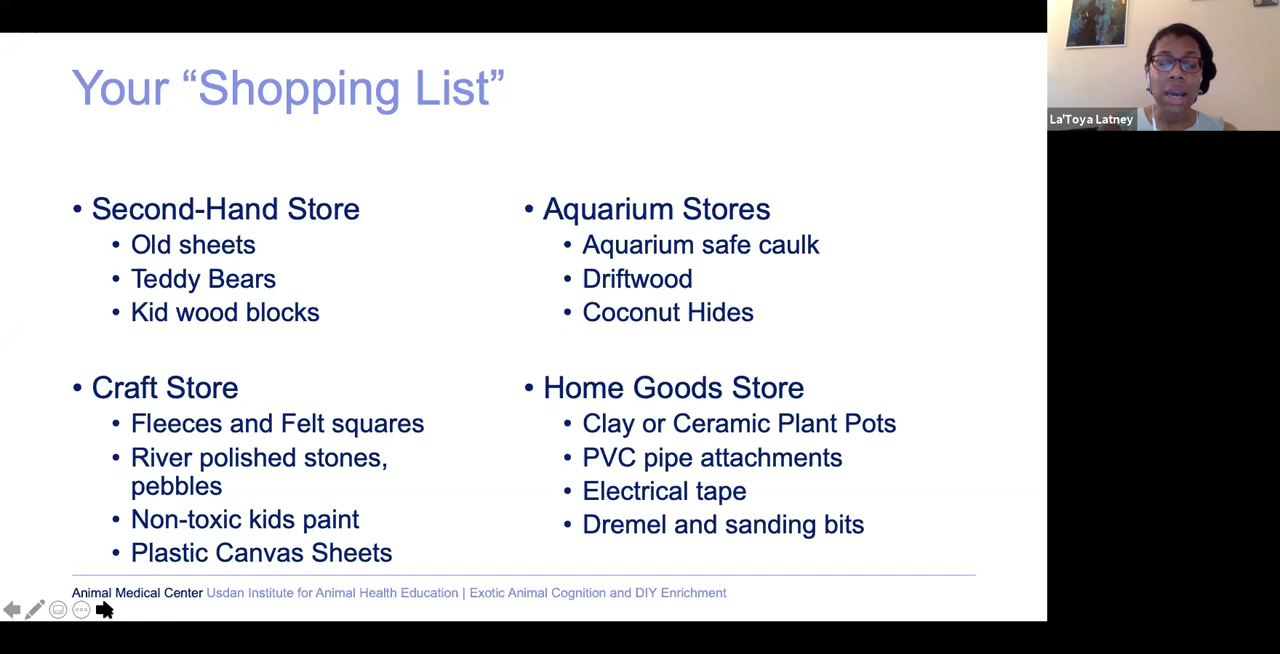 Your “Shopping List”
• Second-Hand Store
• Old sheets
• Teddy Bears
• Kid wood blocks
• Craft Store
• Fleeces and Felt squares
• River polished stones,
pebbles
• Non-toxic kids paint
• Plastic Canvas Sheets
• Aquarium Stores
• Aquarium safe caulk
• Driftwood
• Coconut Hides
• Home Goods Store
• Clay or Ceramic Plant Pots
• PVC pipe attachments
• Electrical tape
• Dremel and sanding bits
Animal Medical Center Usdan Institute for Animal Health Education | Exotic Animal Cognition and DIY Enrichment
La'Toya Latney